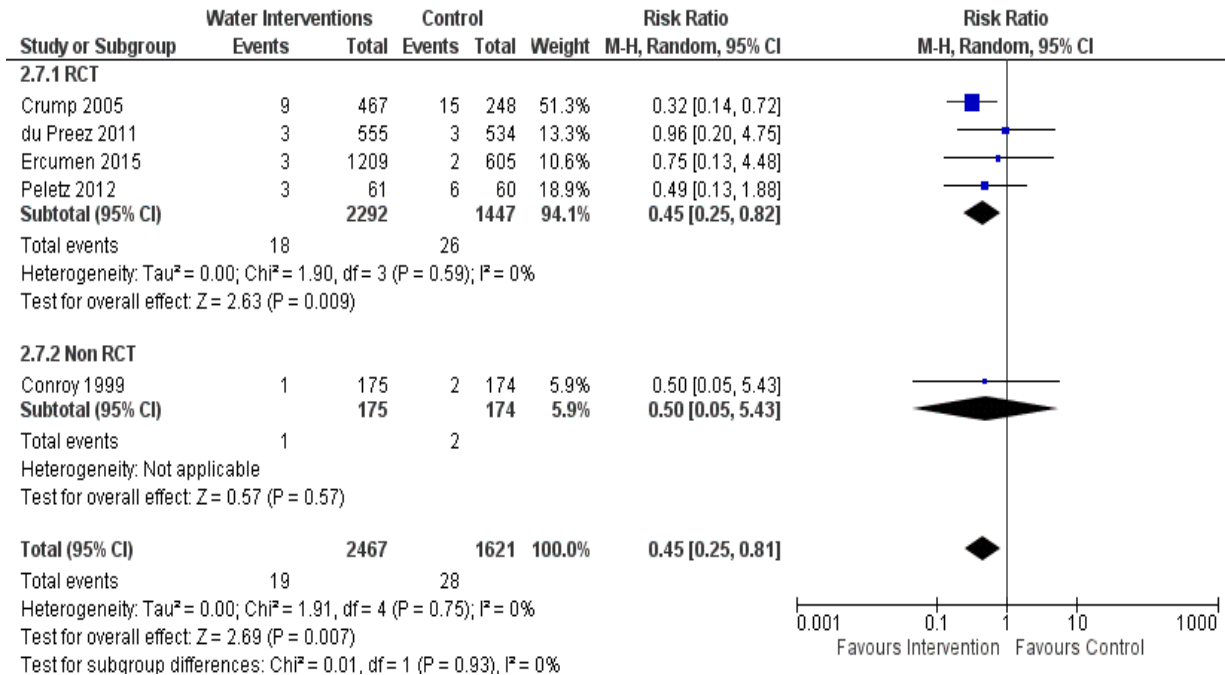 Water Interventions Control Risk Ratio Risk Ratio
Study or Subgroup Events Total Events Total Weight M-H, Random, 95% CI M-H, Random, 95% CI
2.7.1 RCT
Crump 2005 9 467 15 248 51.3% 0.32 [0.14, 0.72]
du Preez 2011 3 555 3 534 13.3% 0.96 [0.20, 4.75]
Ercumen 2015 3 1209 2 605 10.6% 0.75 [0.13, 4.48]
Peletz 2012 3 61 6 60 18.9% 0.49 [0.13, 1.88]
Subtotal (95% CI) 2292 1447 94.1% 0.45 [0.25, 0.82]
Total events 18 26
Heterogeneity: Tau² = 0.00; Chi² = 1.90, df = 3 (P = 0.59); I² = 0%
Test for overall effect: Z = 2.63 (P = 0.009)
2.7.2 Non RCT
Conroy 1999 1 175 2 174 5.9% 0.50 [0.05, 5.43]
Subtotal (95% CI) 175 174 5.9% 0.50 [0.05, 5.43]
Total events 1 2
Heterogeneity: Not applicable
Test for overall effect: Z = 0.57 (P = 0.57)
Total (95% CI) 2467 1621 100.0% 0.45 [0.25, 0.81]
Total events 19 28
Heterogeneity: Tau² = 0.00; Chi² = 1.91, df = 4 (P = 0.75); I² = 0%
Test for overall effect: Z = 2.69 (P = 0.007)
Test for subgroup differences: Chi² = 0.01, df = 1 (P = 0.93), I² = 0%
0.001 0.1 1 10 1000
Favours Intervention Favours Control